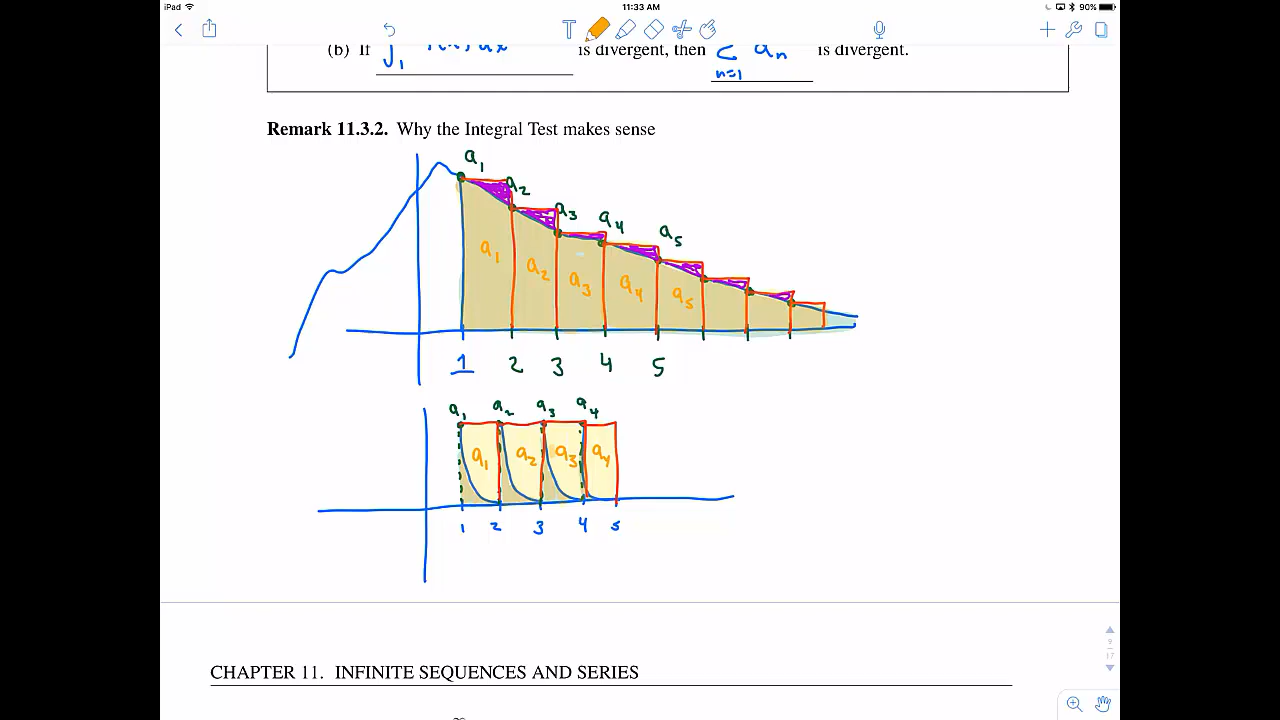 iPad 11:33 AM 90%
(b) If ∫₁ is divergent, then Σ aₙ is divergent.
n=1
Remark 11.3.2. Why the Integral Test makes sense
a₁
a₂
a₃ a₄ a₅
a₁ a₂ a₃ a₄ a₅
1 2 3 4 5
a₁ a₂ a₃ a₄
a₁ a₂ a₃ a₄
1 2 3 4 5
CHAPTER 11. INFINITE SEQUENCES AND SERIES